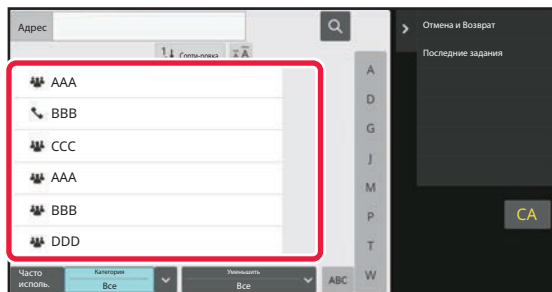 Адрес
Сорти-ровка
AAA
BBB
CCC
AAA
BBB
DDD
A
D
G
J
M
P
T
W
Часто
исполь.
Категория
Все
Уменьшить
Все
ABC
Отмена и Возврат
Последние задания
CA